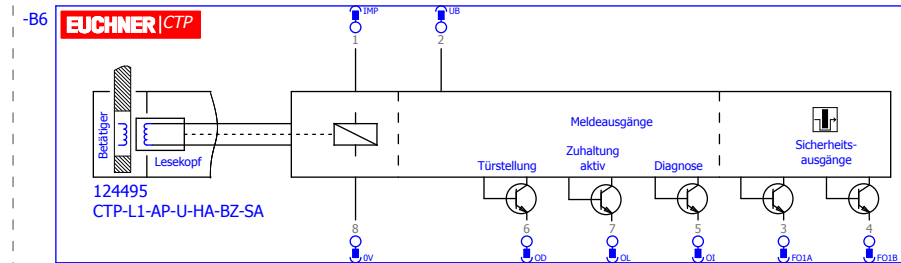 -B6
EUCHNER CTP
IMP
UB
1
2
Betätiger
Lesekopf
Meldeausgänge
Türstellung
Zuhaltung
aktiv
Diagnose
Sicherheits-
ausgänge
124495
CTP-L1-AP-U-HA-BZ-SA
8
6
7
5
3
4
0V
OD
OL
OI
FO1A
FO1B